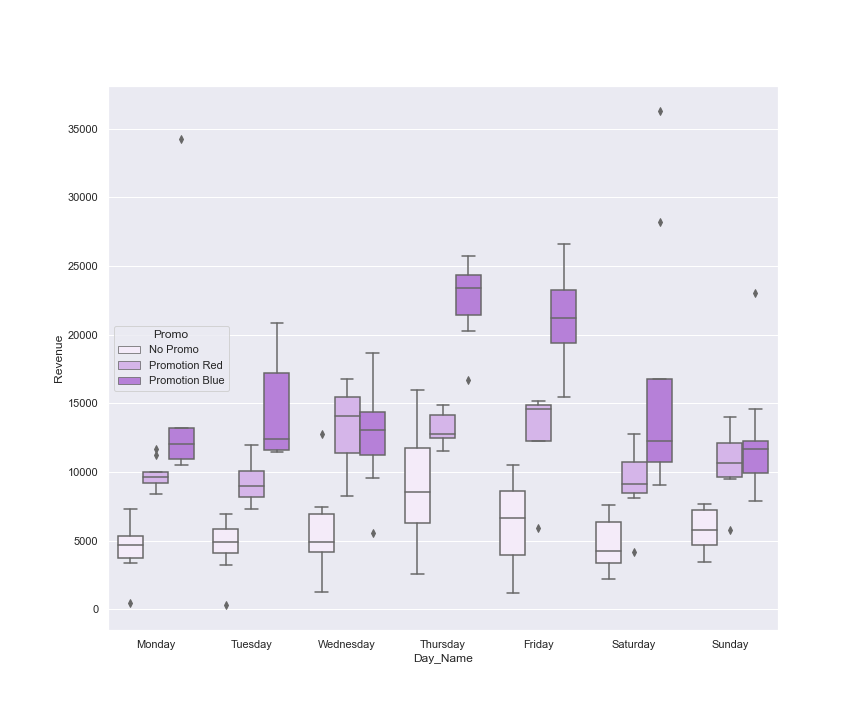 35000
30000
25000
20000
15000
10000
5000
0
Revenue
Promo
No Promo
Promotion Red
Promotion Blue
Monday Tuesday Wednesday Thursday Friday Saturday Sunday
Day_Name